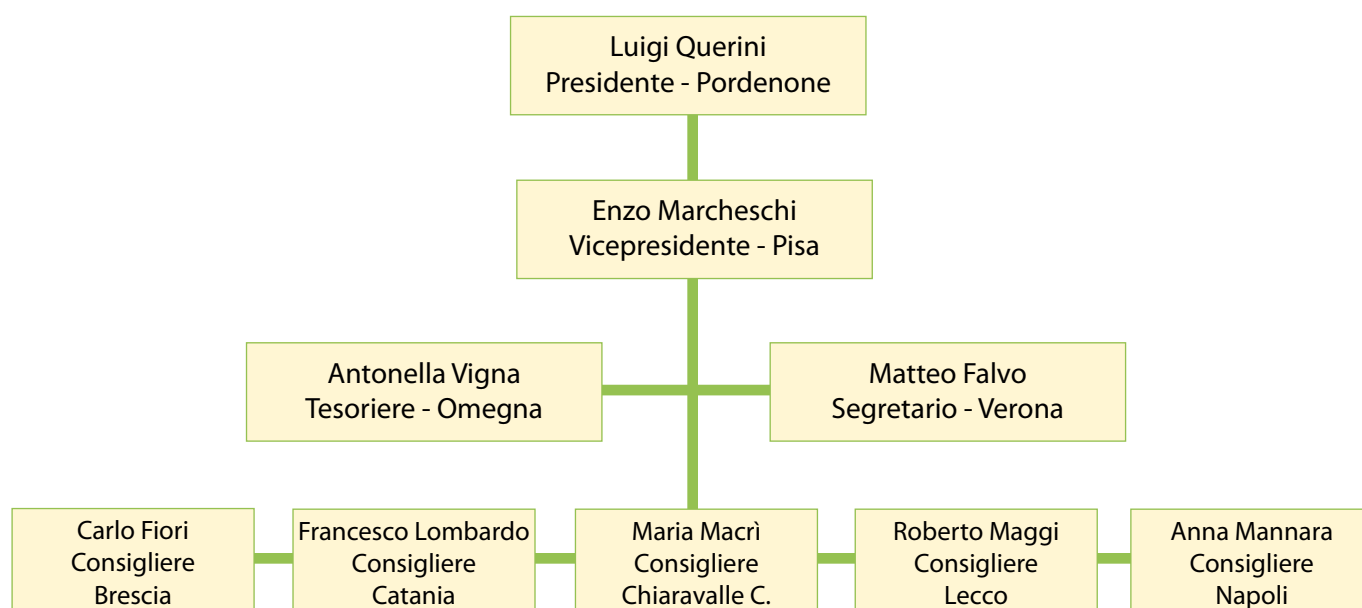 Luigi Querini
Presidente - Pordenone
Enzo Marcheschi
Vicepresidente - Pisa
Antonella Vigna
Tesoriere - Omegna
Matteo Falvo
Segretario - Verona
Carlo Fiori
Consigliere
Brescia
Francesco Lombardo
Consigliere
Catania
Maria Macrì
Consigliere
Chiaravalle C.
Roberto Maggi
Consigliere
Lecco
Anna Mannara
Consigliere
Napoli